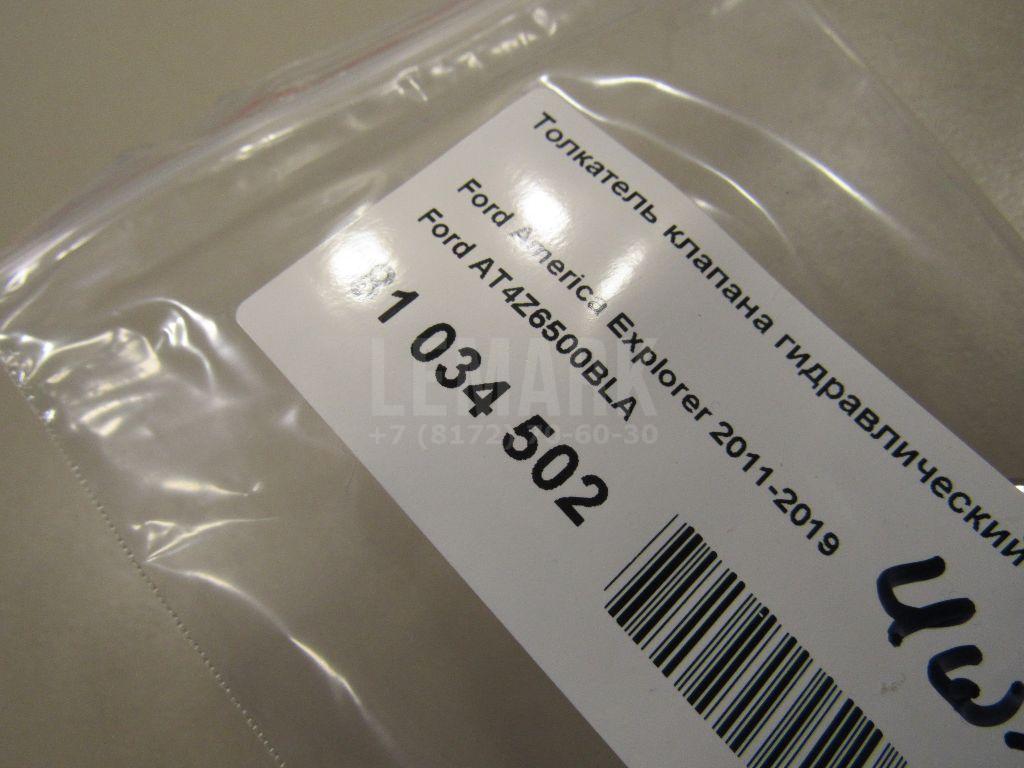 Толкатель клапана гидравлический
Ford America Explorer 2011-2019
Ford AT4Z6500BLA
81 034 502
LEMARK
+7 (8172) 60-30